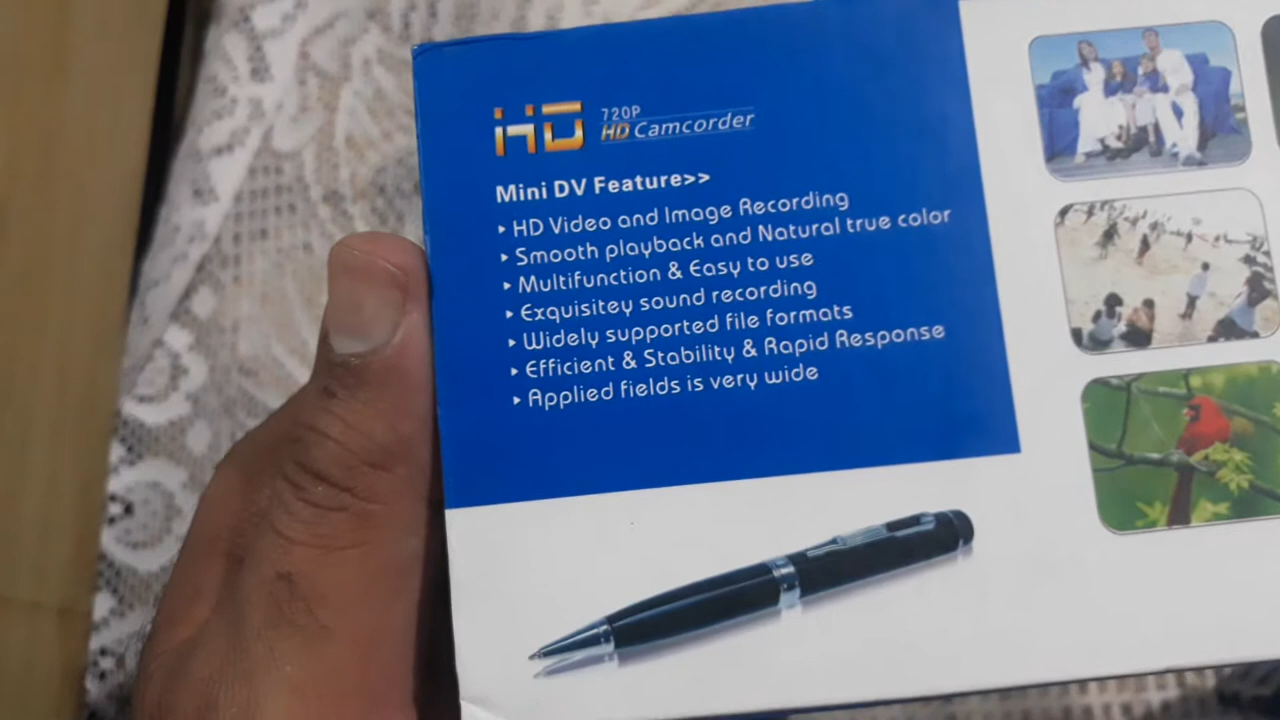 HD 720P
HD Camcorder
Mini DV Feature>>
▸ HD Video and Image Recording
▸ Smooth playback and Natural true color
▸ Multifunction & Easy to use
▸ Exquisitey sound recording
▸ Widely supported file formats
▸ Efficient & Stability & Rapid Response
▸ Applied fields is very wide